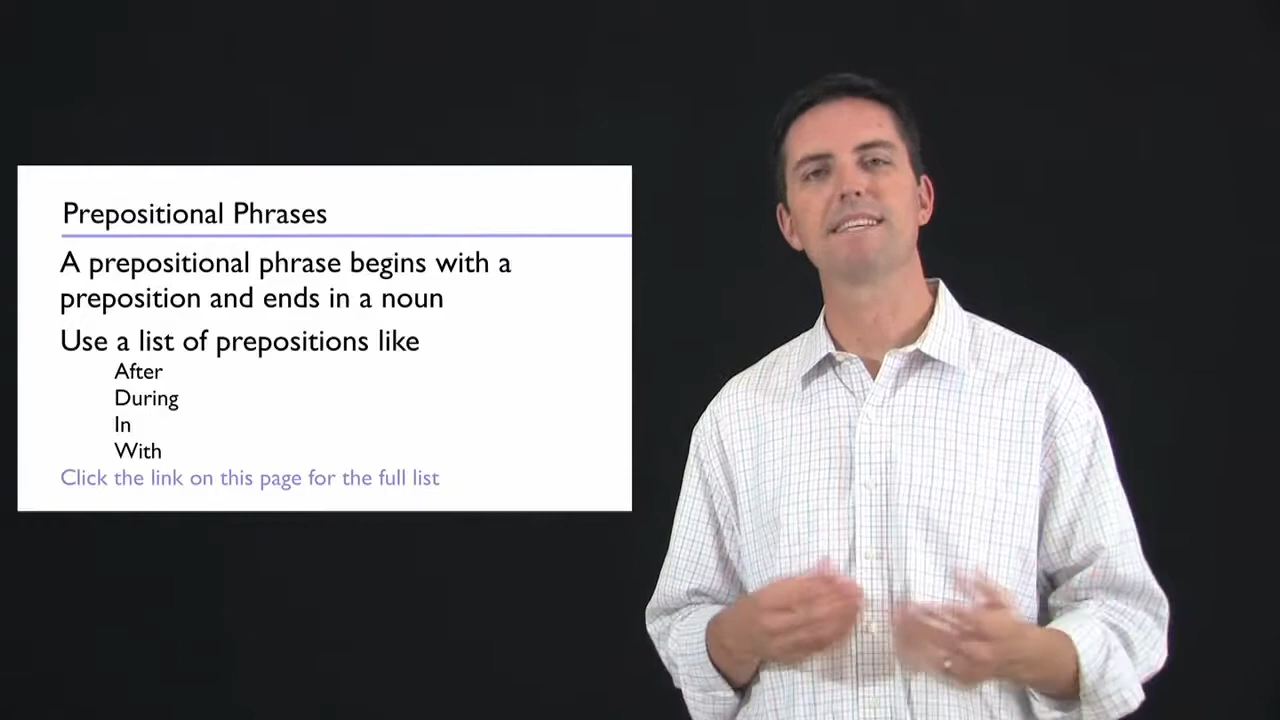 Prepositional Phrases
A prepositional phrase begins with a
preposition and ends in a noun
Use a list of prepositions like
After
During
In
With
Click the link on this page for the full list